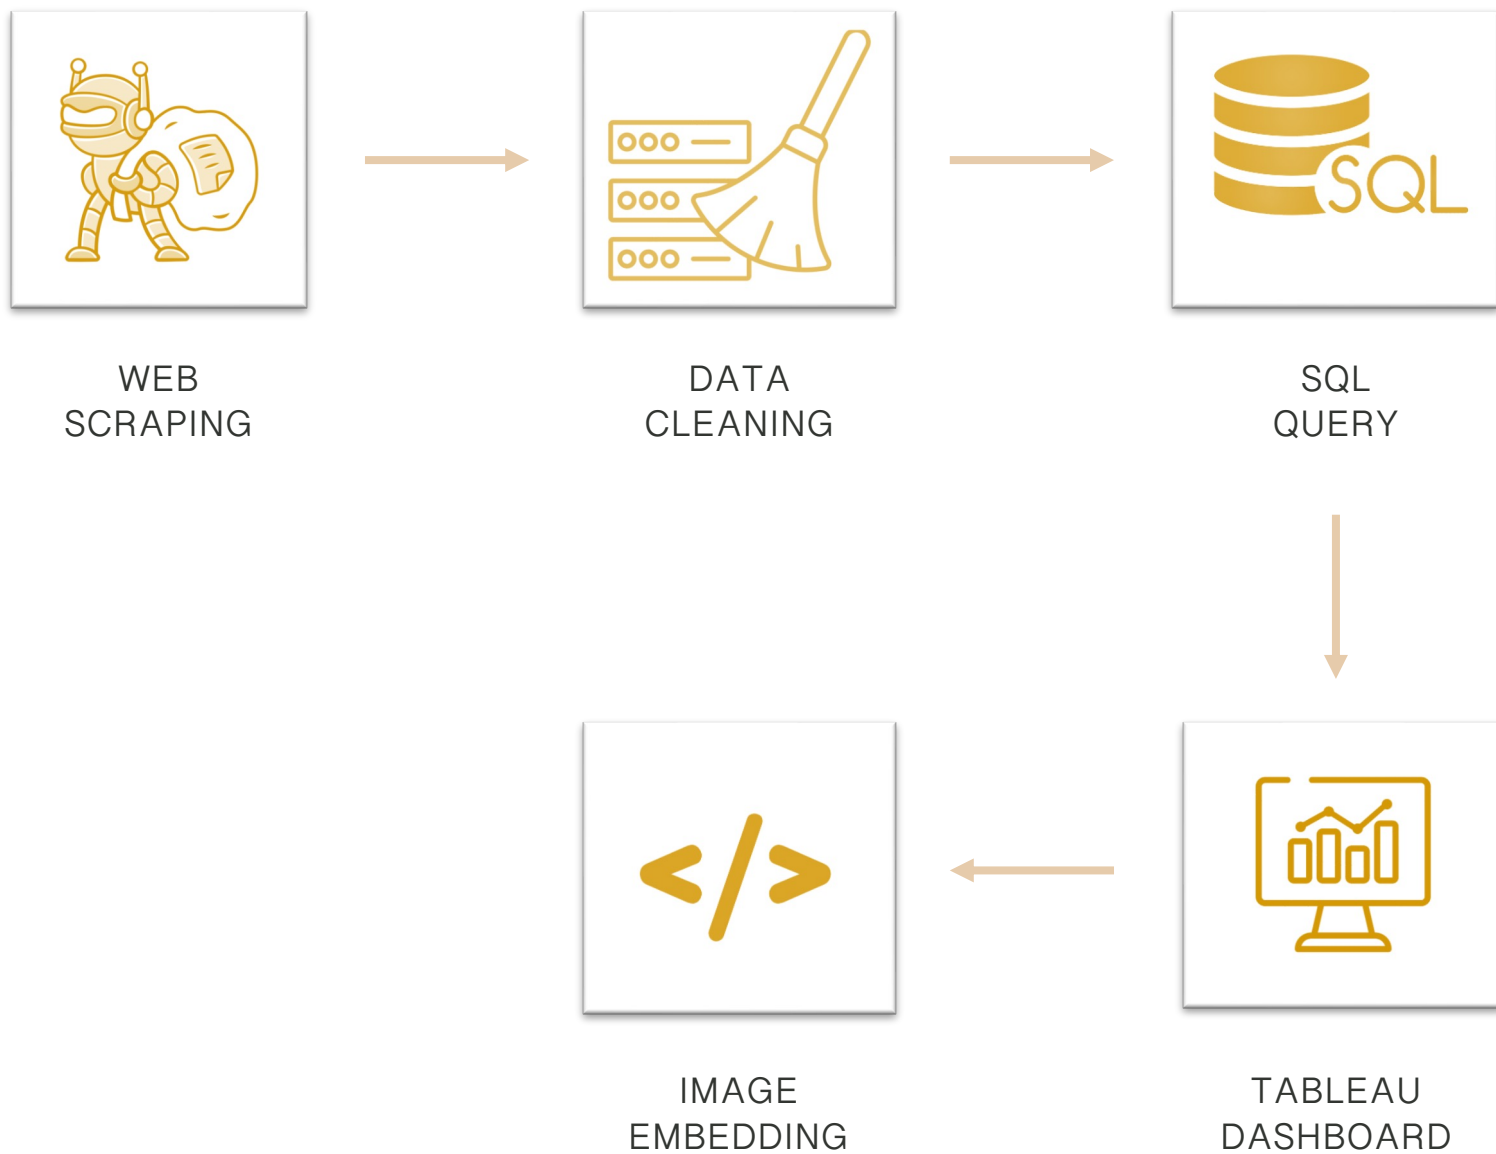 SQL
WEB
SCRAPING
DATA
CLEANING
SQL
QUERY
IMAGE
EMBEDDING
TABLEAU
DASHBOARD